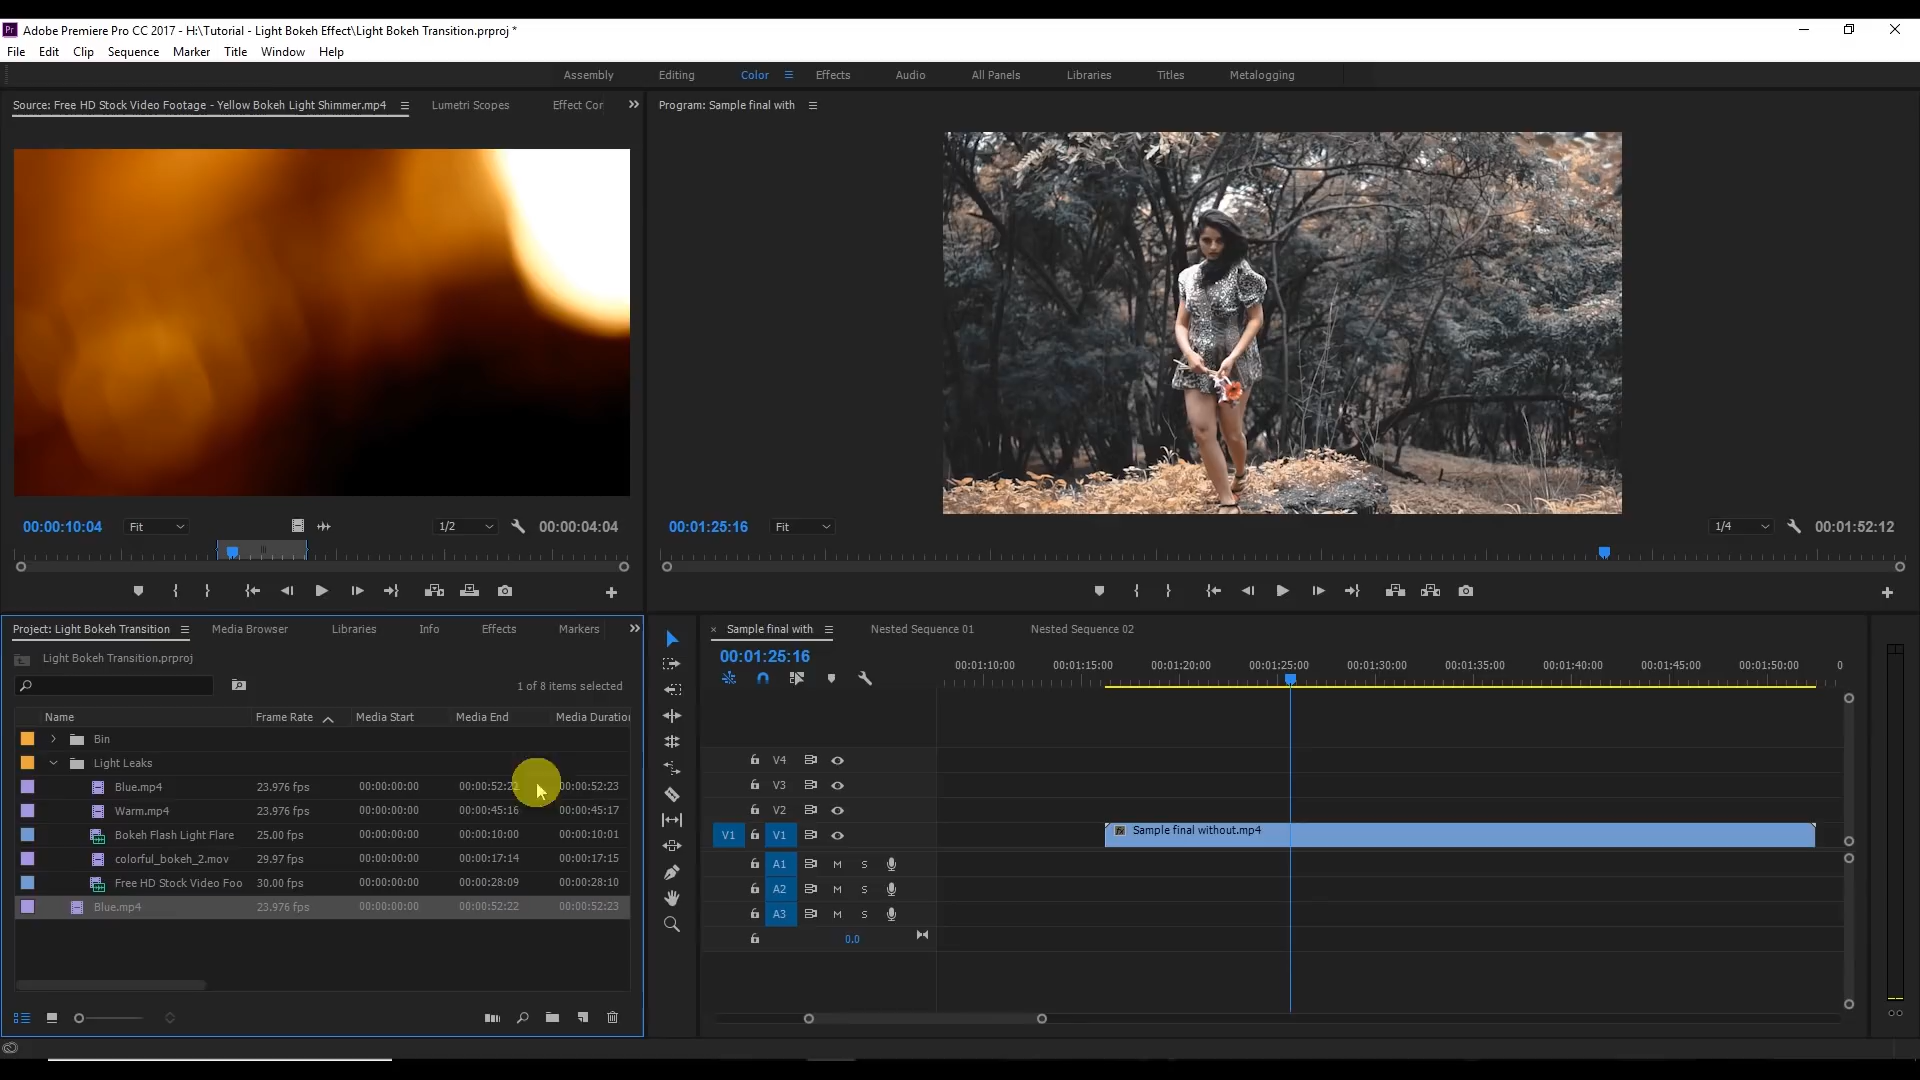 Adobe Premiere Pro CC 2017 - H:\Tutorial - Light Bokeh Effect\Light Bokeh Transition.prproj *
File Edit Clip Sequence Marker Title Window Help
Assembly Editing Color Effects Audio All Panels Libraries Titles Metalogging
Source: Free HD Stock Video Footage - Yellow Bokeh Light Shimmer.mp4 Lumetri Scopes Effect Cor
Program: Sample final with
00:00:10:04 Fit 1/2 00:00:04:04
00:01:25:16 Fit 1/4 00:01:52:12
Project: Light Bokeh Transition Media Browser Libraries Info Effects Markers
Light Bokeh Transition.prproj
1 of 8 items selected
Name Frame Rate Media Start Media End Media Duration
Bin
Light Leaks
Blue.mp4 23.976 fps 00:00:00:00 00:00:52:22 00:00:52:23
Warm.mp4 23.976 fps 00:00:00:00 00:00:45:16 00:00:45:17
Bokeh Flash Light Flare 25.00 fps 00:00:00:00 00:00:10:00 00:00:10:01
colorful_bokeh_2.mov 29.97 fps 00:00:00:00 00:00:17:14 00:00:17:15
Free HD Stock Video Foo 30.00 fps 00:00:00:00 00:00:28:09 00:00:28:10
Blue.mp4 23.976 fps 00:00:00:00 00:00:52:22 00:00:52:23
× Sample final with Nested Sequence 01 Nested Sequence 02
00:01:25:16
00:01:10:00 00:01:15:00 00:01:20:00 00:01:25:00 00:01:30:00 00:01:35:00 00:01:40:00 00:01:45:00 00:01:50:00 0
V4
V3
V2
V1 V1 Sample final without.mp4
A1 M S
A2 M S
A3 M S
0.0